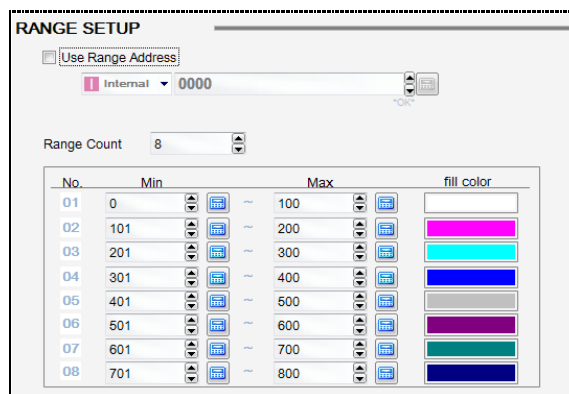 RANGE SETUP
Use Range Address
I Internal 0000
*OK*
Range Count 8
No. Min Max fill color
01 0 ~ 100
02 101 ~ 200
03 201 ~ 300
04 301 ~ 400
05 401 ~ 500
06 501 ~ 600
07 601 ~ 700
08 701 ~ 800